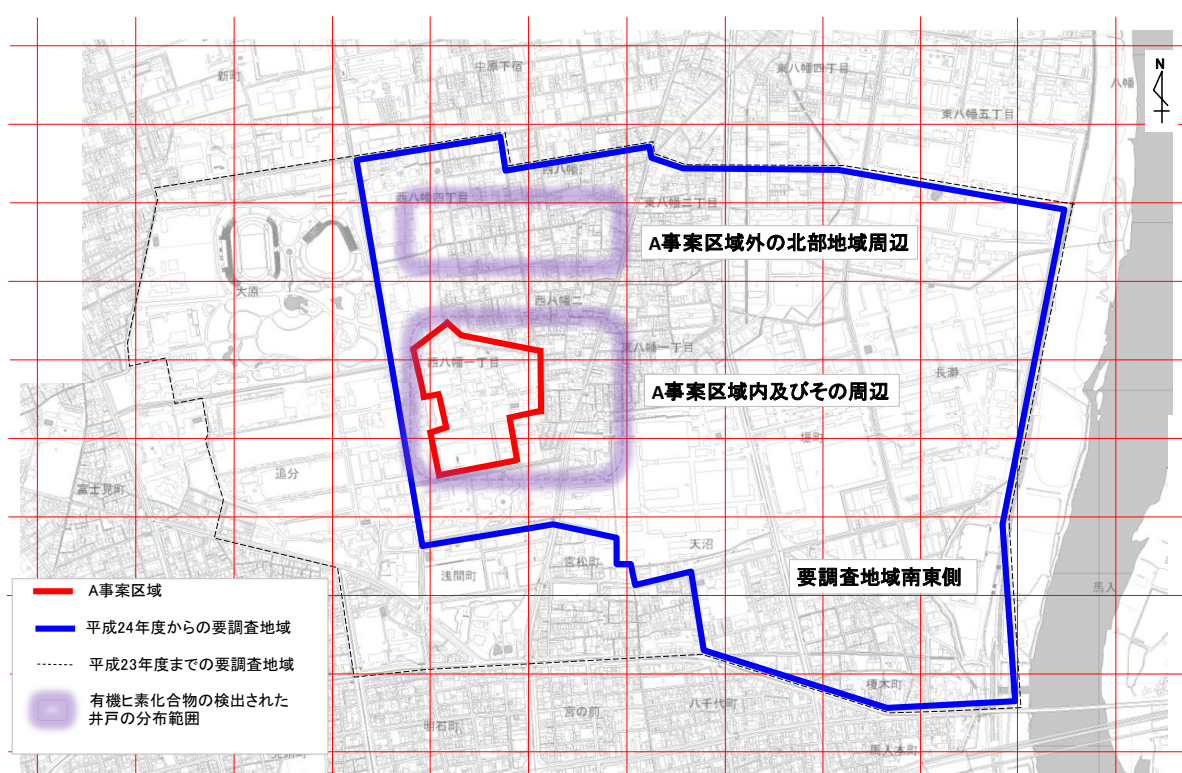 N
中原下宿
新町
東八幡四丁目
八幡
東八幡五丁目
西八幡
西八幡四丁目
東八幡二丁目
A事案区域外の北部地域周辺
大原
西八幡二
東八幡一丁目
西八幡一丁目
長瀞
A事案区域内及びその周辺
堤町
追分
富士見町
天沼
宮松町
浅間町
要調査地域南東側
馬入
A事案区域
平成24年度からの要調査地域
平成23年度までの要調査地域
有機ヒ素化合物の検出された
井戸の分布範囲
榎木町
八千代町
宮の前
明石町
馬入本町